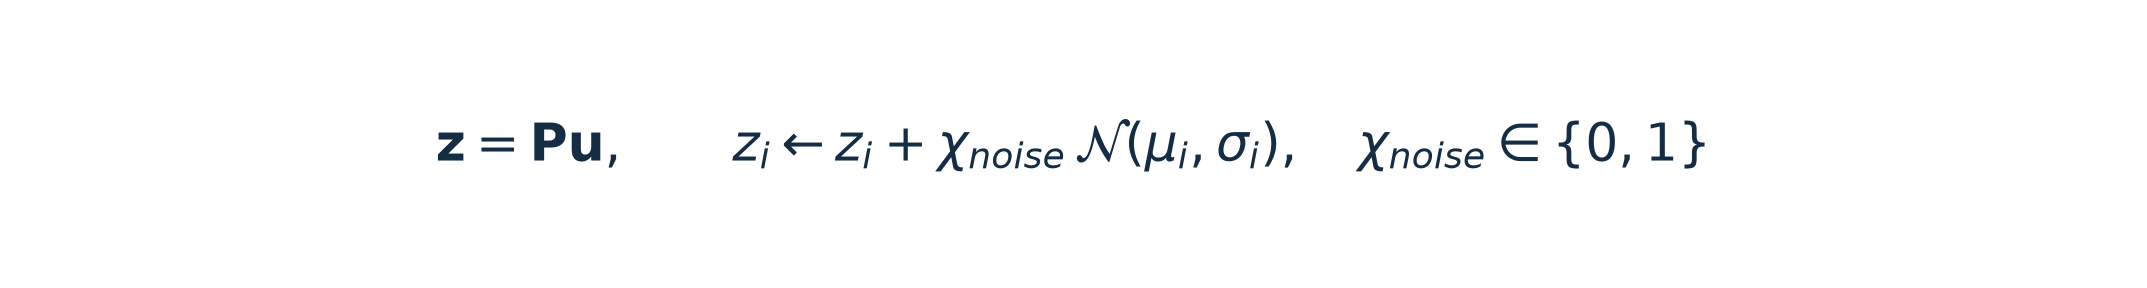 z = Pu, z_i ← z_i + χ_noise 𝒩(μ_i, σ_i), χ_noise ∈ {0, 1}